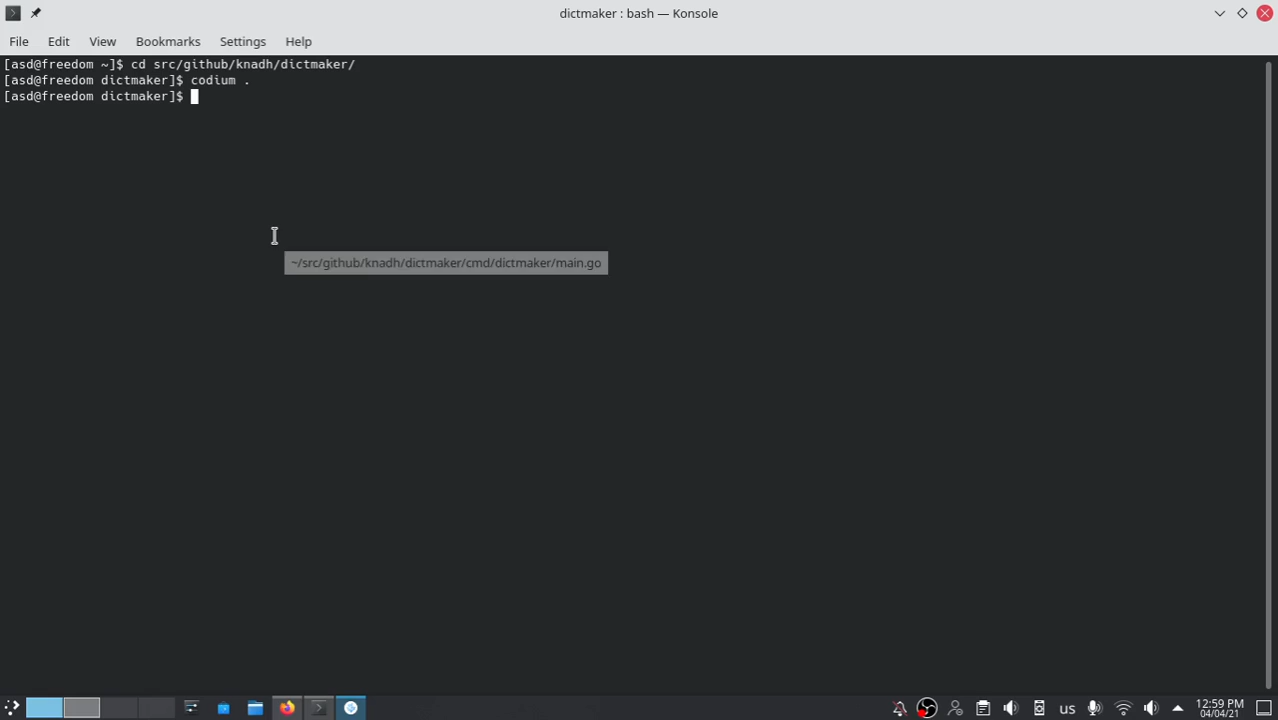 dictmaker : bash — Konsole
File Edit View Bookmarks Settings Help
[asd@freedom ~]$ cd src/github/knadh/dictmaker/
[asd@freedom dictmaker]$ codium .
[asd@freedom dictmaker]$
~/src/github/knadh/dictmaker/cmd/dictmaker/main.go
us
12:59 PM
04/04/21